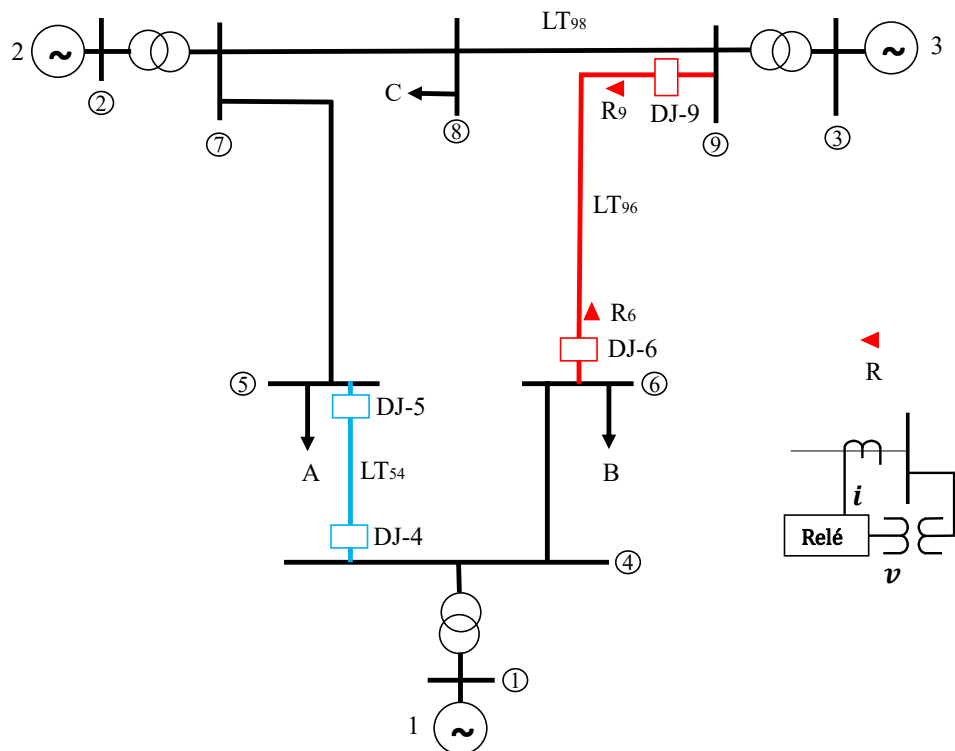 LT98
2
3
C
R9
DJ-9
②
⑦
⑧
⑨
③
LT96
R6
DJ-6
R
⑤
⑥
DJ-5
A
LT54
B
DJ-4
i
Relé
v
④
①
1